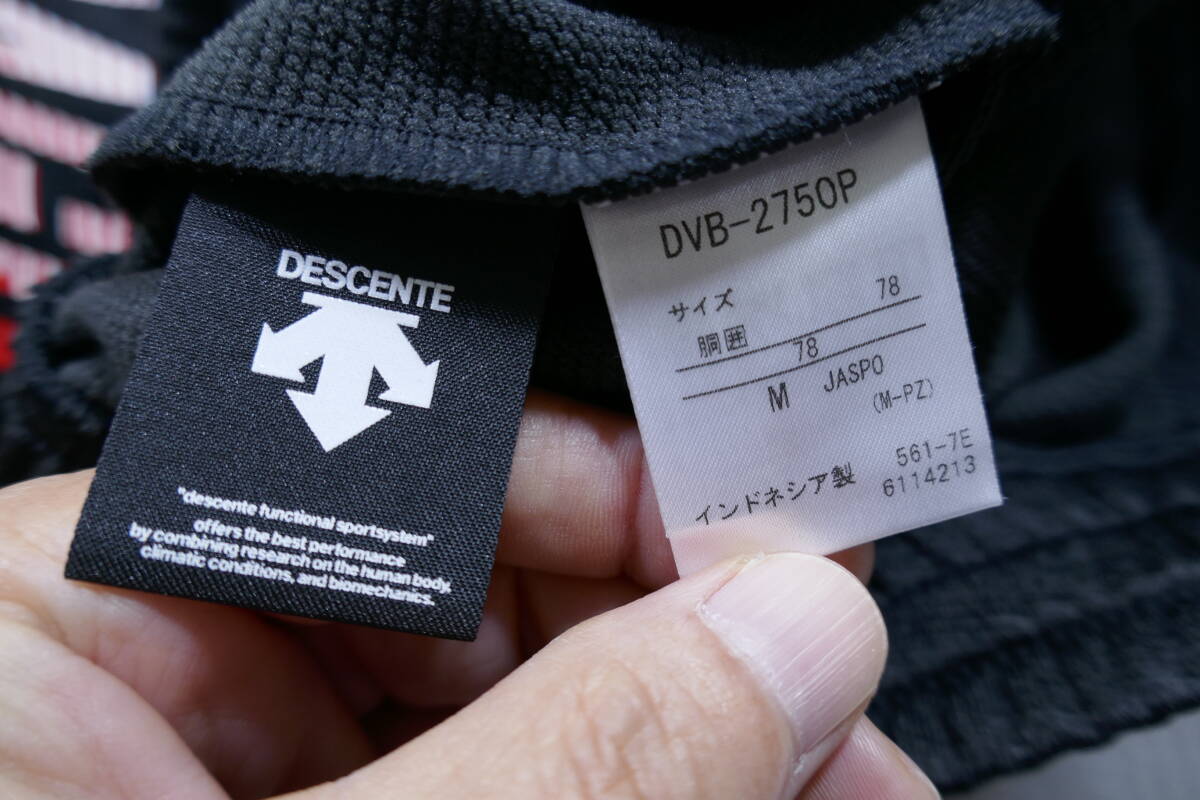 DESCENTE
"descente functional sportsystem"
offers the best performance
by combining research on the human body,
climatic conditions, and biomechanics.
DVB-2750P
サイズ
胴囲 78
78
M JASPO
(M-PZ)
561-7E
インドネシア製 6114213